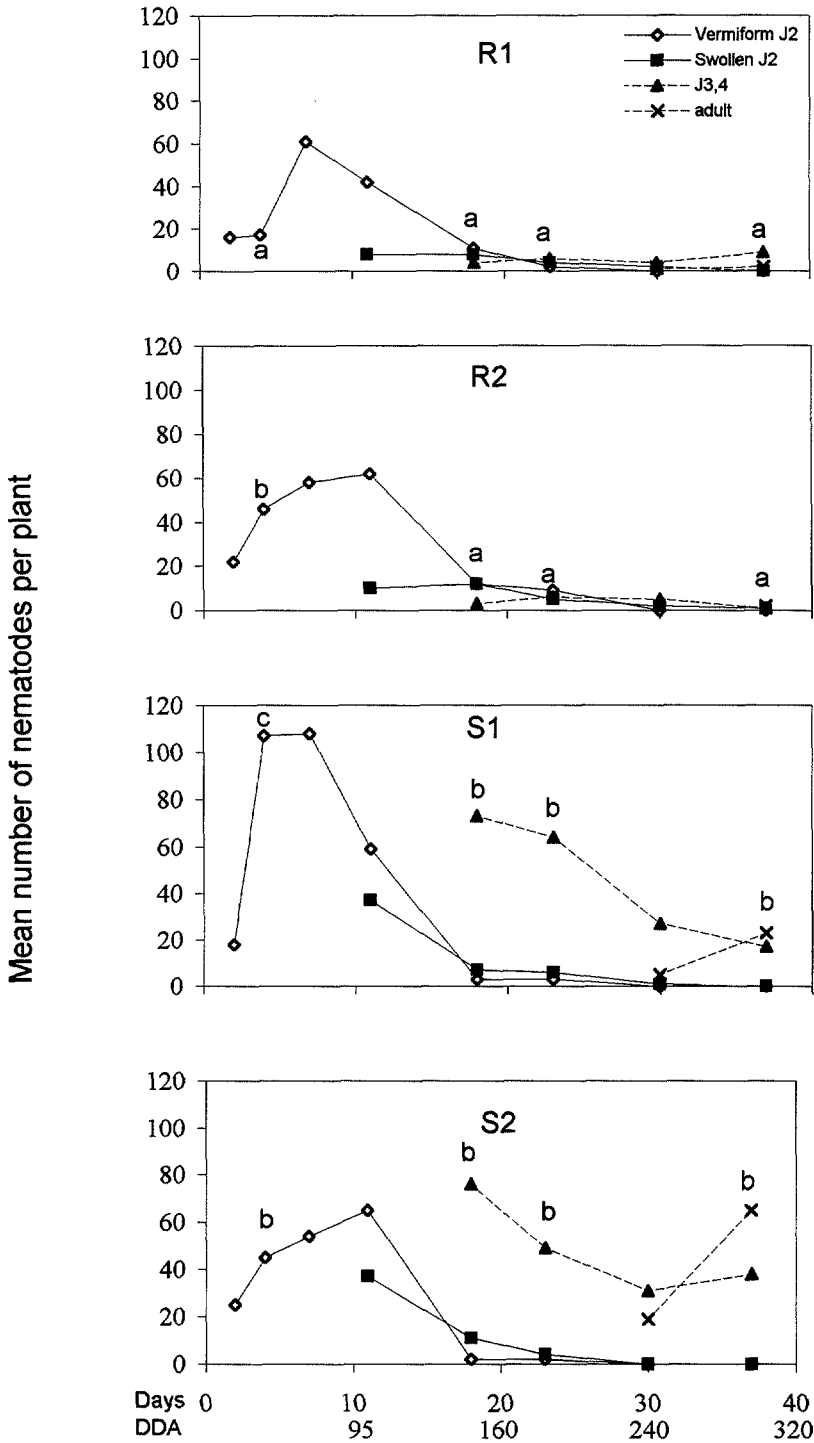 Mean number of nematodes per plant
120
100
80
60
40
20
0
R1
Vermiform J2
Swollen J2
J3,4
adult
a
a
a
a
120
100
80
60
40
20
0
R2
b
a
a
a
120
100
80
60
40
20
0
S1
c
b
b
b
120
100
80
60
40
20
0
S2
b
b
b
b
Days 0 10 20 30 40
DDA 95 160 240 320